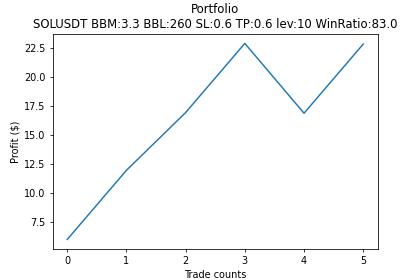 Portfolio
SOLUSDT BBM:3.3 BBL:260 SL:0.6 TP:0.6 lev:10 WinRatio:83.0
22.5
20.0
17.5
15.0
12.5
10.0
7.5
Profit ($)
0 1 2 3 4 5
Trade counts